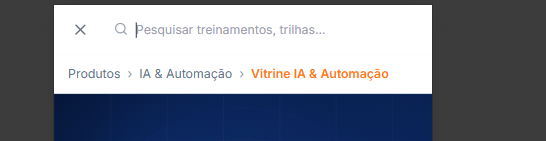 Pesquisar treinamentos, trilhas...
Produtos > IA & Automação > Vitrine IA & Automação